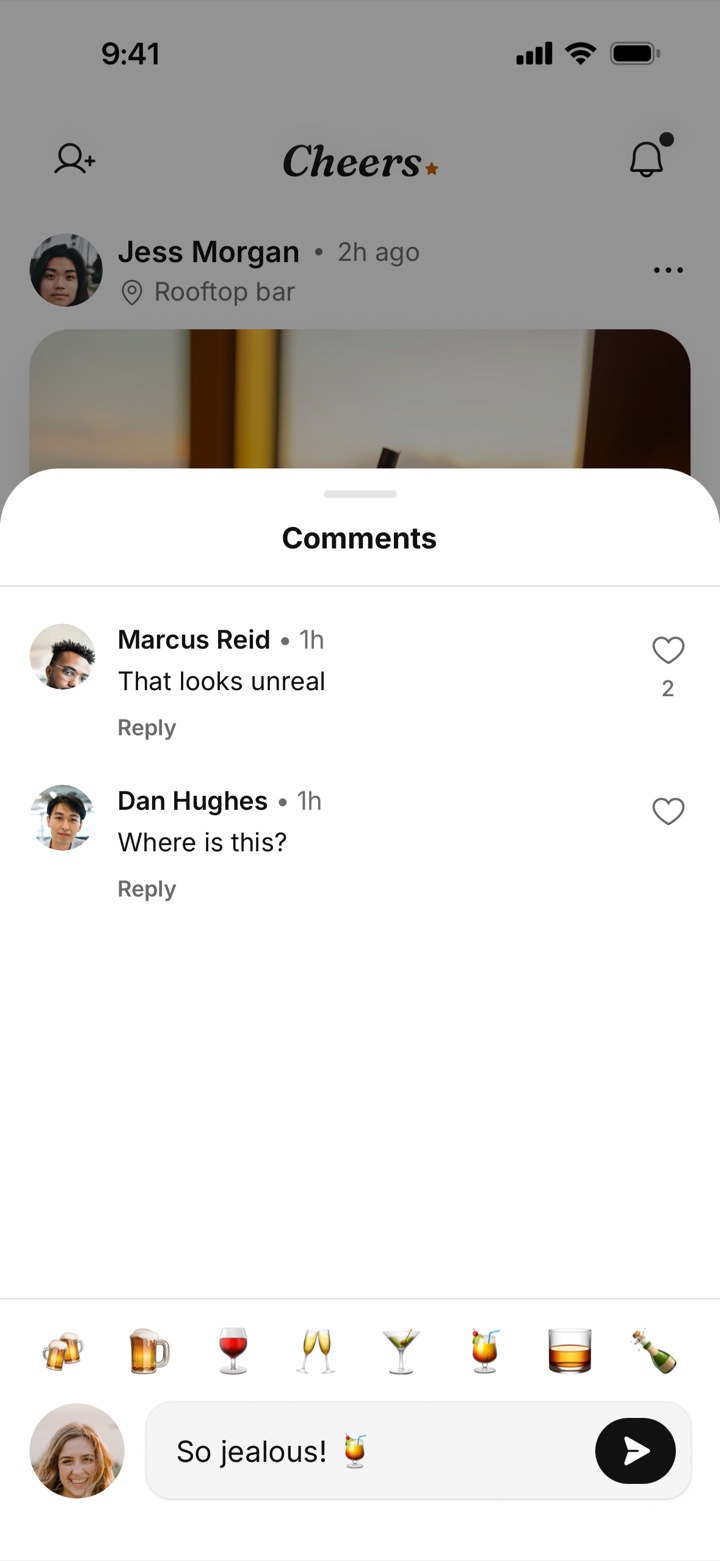 9:41
Cheers
Jess Morgan • 2h ago
Rooftop bar
Comments
Marcus Reid • 1h
That looks unreal
2
Reply
Dan Hughes • 1h
Where is this?
Reply
So jealous! 🍹